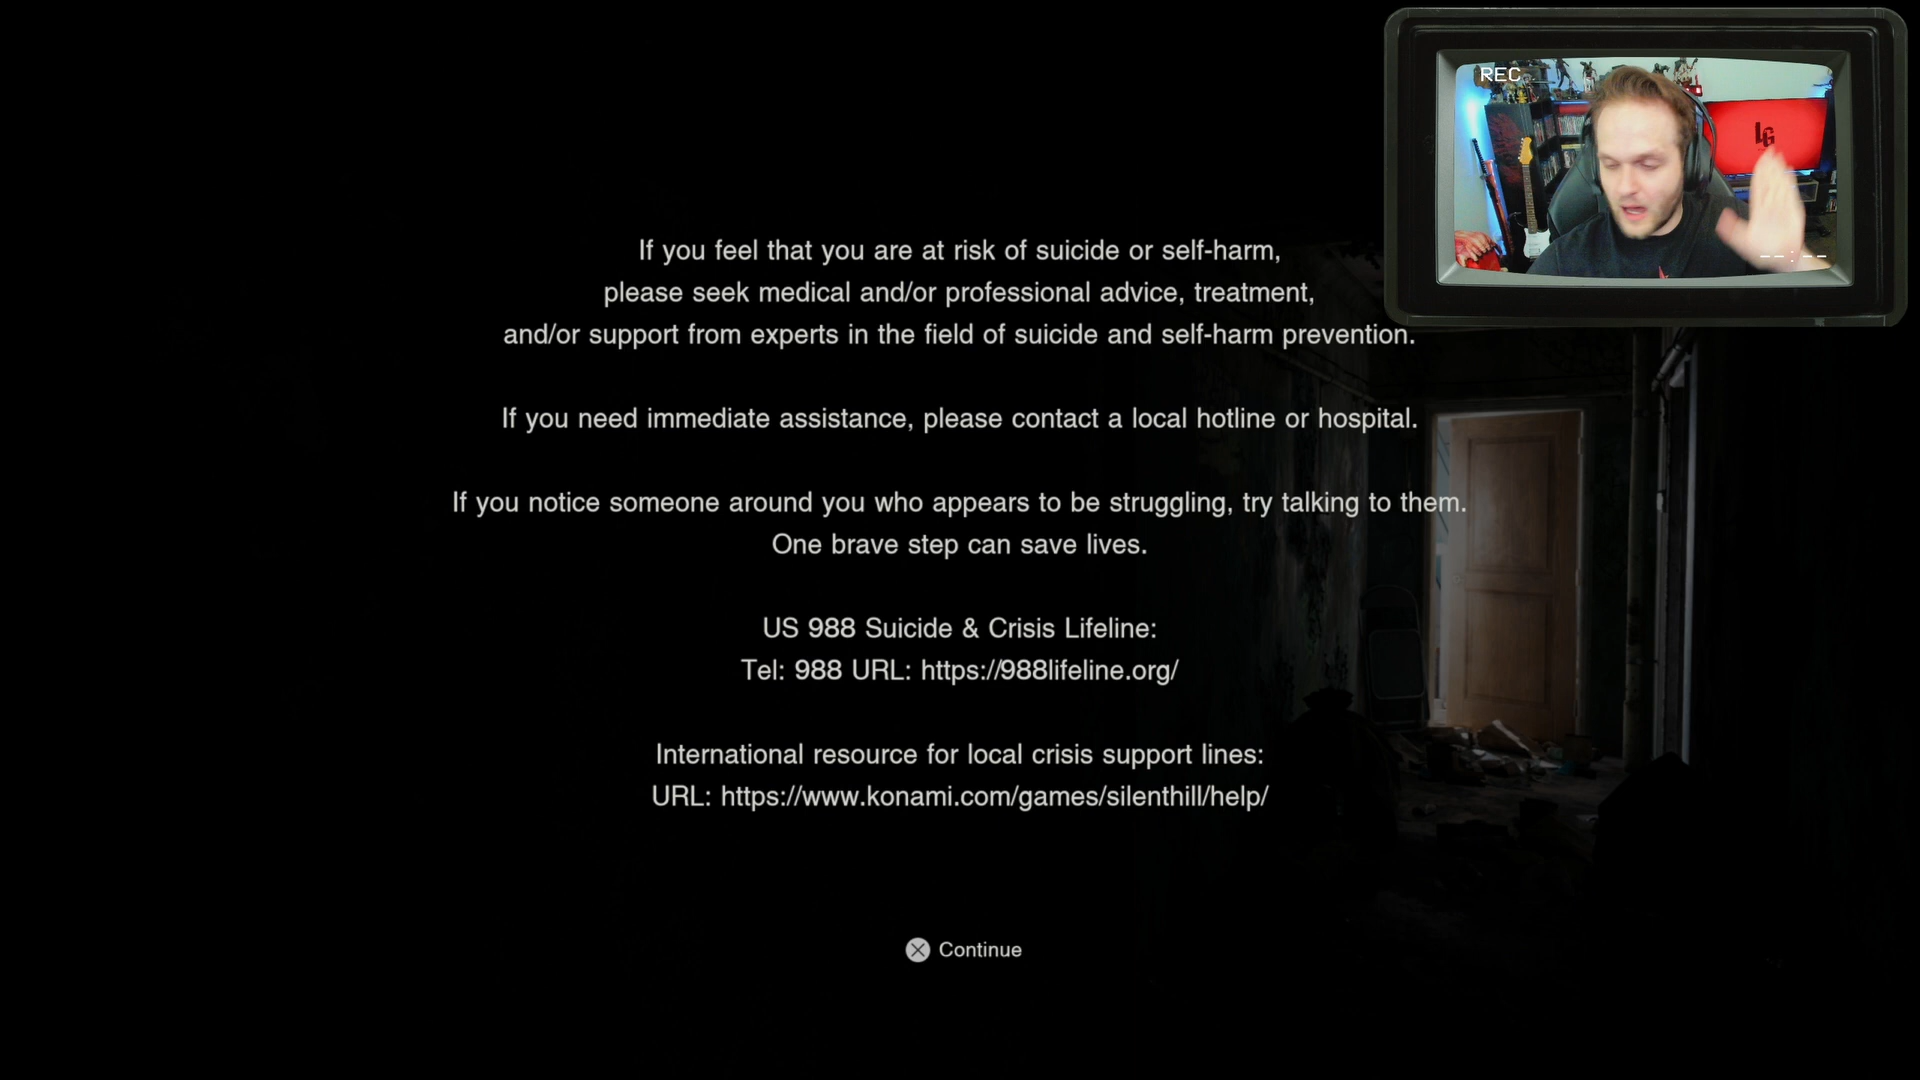 REC
LG
--:--
If you feel that you are at risk of suicide or self-harm,
please seek medical and/or professional advice, treatment,
and/or support from experts in the field of suicide and self-harm prevention.
If you need immediate assistance, please contact a local hotline or hospital.
If you notice someone around you who appears to be struggling, try talking to them.
One brave step can save lives.
US 988 Suicide & Crisis Lifeline:
Tel: 988 URL: https://988lifeline.org/
International resource for local crisis support lines:
URL: https://www.konami.com/games/silenthill/help/
Continue